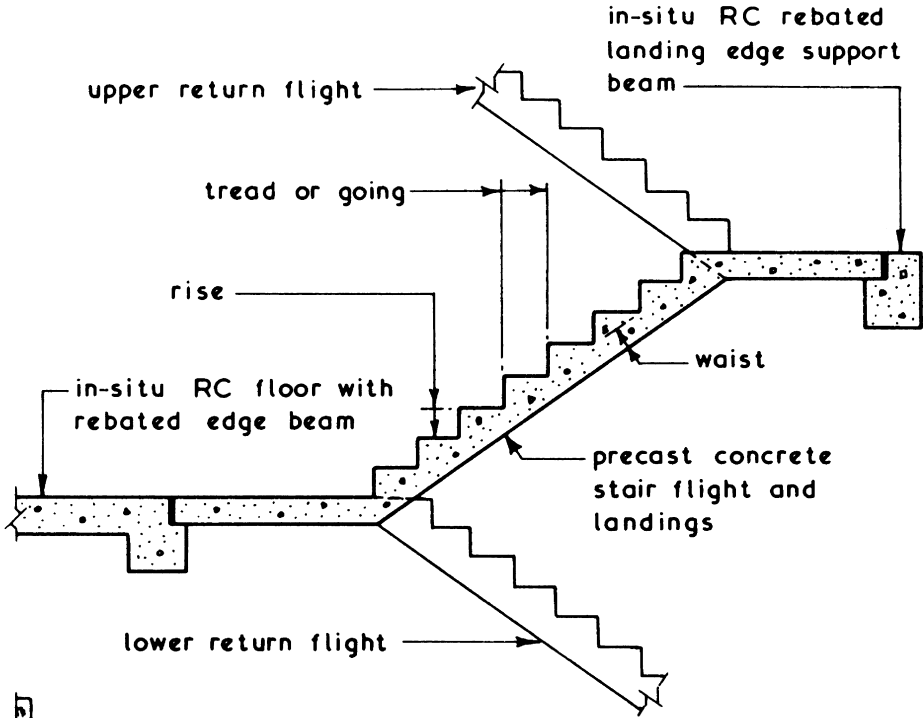 in-situ RC rebated
landing edge support
beam
upper return flight
tread or going
rise
waist
in-situ RC floor with
rebated edge beam
precast concrete
stair flight and
landings
lower return flight